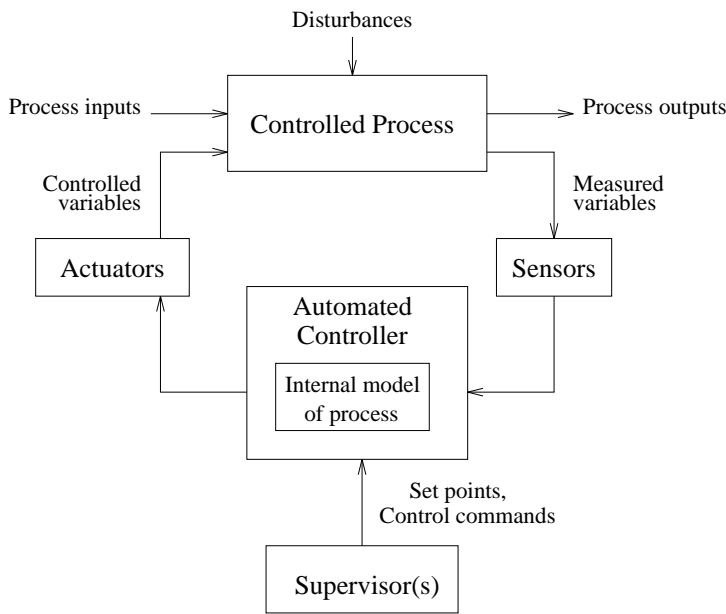 Disturbances
Process inputs
Controlled Process
Process outputs
Controlled
variables
Measured
variables
Actuators
Sensors
Automated
Controller
Internal model
of process
Set points,
Control commands
Supervisor(s)